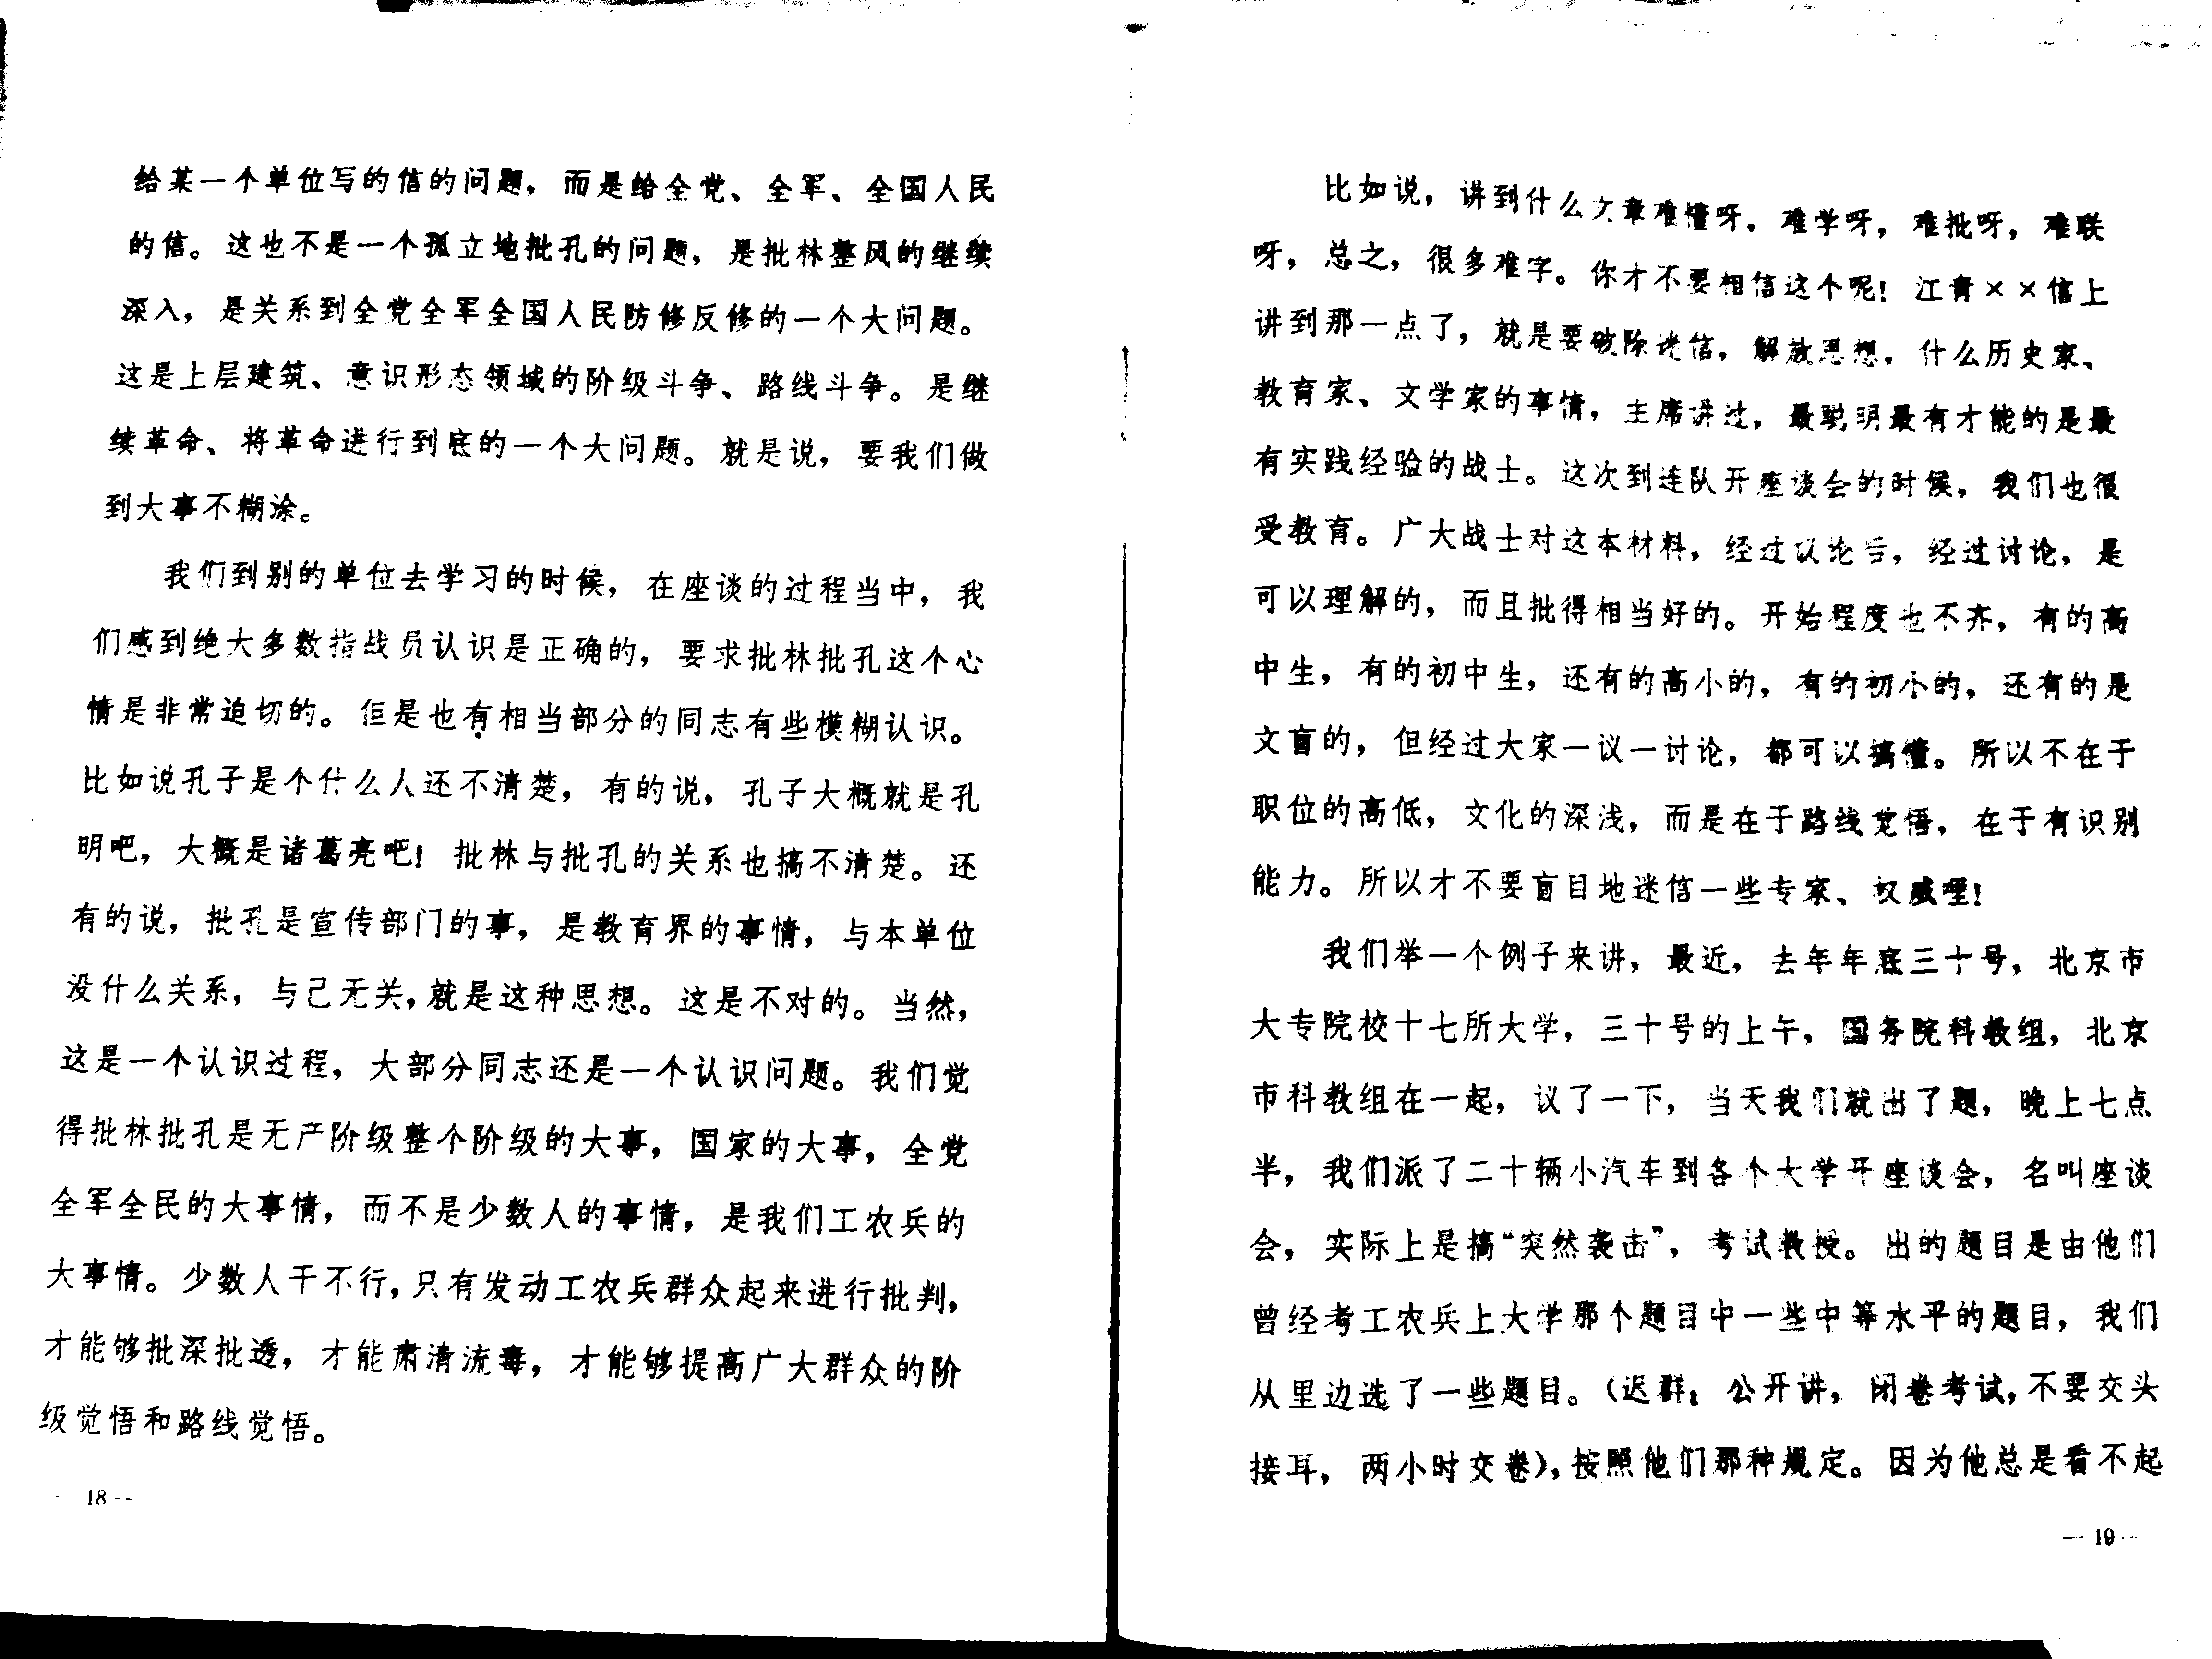 给某一个单位写的信的问题，而是给全党、全军、全国人民
的信。这也不是一个孤立地批孔的问题，是批林整风的继续
深入，是关系到全党全军全国人民防修反修的一个大问题。
这是上层建筑、意识形态领域的阶级斗争、路线斗争。是继
续革命、将革命进行到底的一个大问题。就是说，要我们做
到大事不糊涂。
我们到别的单位去学习的时候，在座谈的过程当中，我
们感到绝大多数指战员认识是正确的，要求批林批孔这个心
情是非常迫切的。但是也有相当部分的同志有些模糊认识。
比如说孔子是个什么人还不清楚，有的说，孔子大概就是孔
明吧，大概是诸葛亮吧！批林与批孔的关系也搞不清楚。还
有的说，批孔是宣传部门的事，是教育界的事情，与本单位
没什么关系，与己无关，就是这种思想。这是不对的。当然，
这是一个认识过程，大部分同志还是一个认识问题。我们觉
得批林批孔是无产阶级整个阶级的大事，国家的大事，全党
全军全民的大事情，而不是少数人的事情，是我们工农兵的
大事情。少数人干不行，只有发动工农兵群众起来进行批判，
才能够批深批透，才能肃清流毒，才能够提高广大群众的阶
级觉悟和路线觉悟。
— 18 —
比如说，讲到什么文章难懂呀，难学呀，难批呀，难联
呀，总之，很多难字。你才不要相信这个呢！江青××信上
讲到那一点了，就是要破除迷信，解放思想，什么历史家、
教育家、文学家的事情，主席讲过，最聪明最有才能的是最
有实践经验的战士。这次到连队开座谈会的时候，我们也很
受教育。广大战士对这本材料，经过议论后，经过讨论，是
可以理解的，而且批得相当好的。开始程度也不齐，有的高
中生，有的初中生，还有的高小的，有的初小的，还有的是
文盲的，但经过大家一议一讨论，都可以搞懂。所以不在于
职位的高低，文化的深浅，而是在于路线觉悟，在于有识别
能力。所以才不要盲目地迷信一些专家、权威哩！
我们举一个例子来讲，最近，去年年底三十号，北京市
大专院校十七所大学，三十号的上午，国务院科教组，北京
市科教组在一起，议了一下，当天我们就出了题，晚上七点
半，我们派了二十辆小汽车到各个大学开座谈会，名叫座谈
会，实际上是搞“突然袭击”，考试教授。出的题目是由他们
曾经考工农兵上大学那个题目中一些中等水平的题目，我们
从里边选了一些题目。（迟群：公开讲，闭卷考试，不要交头
接耳，两小时交卷），按照他们那种规定。因为他总是看不起
— 19 —